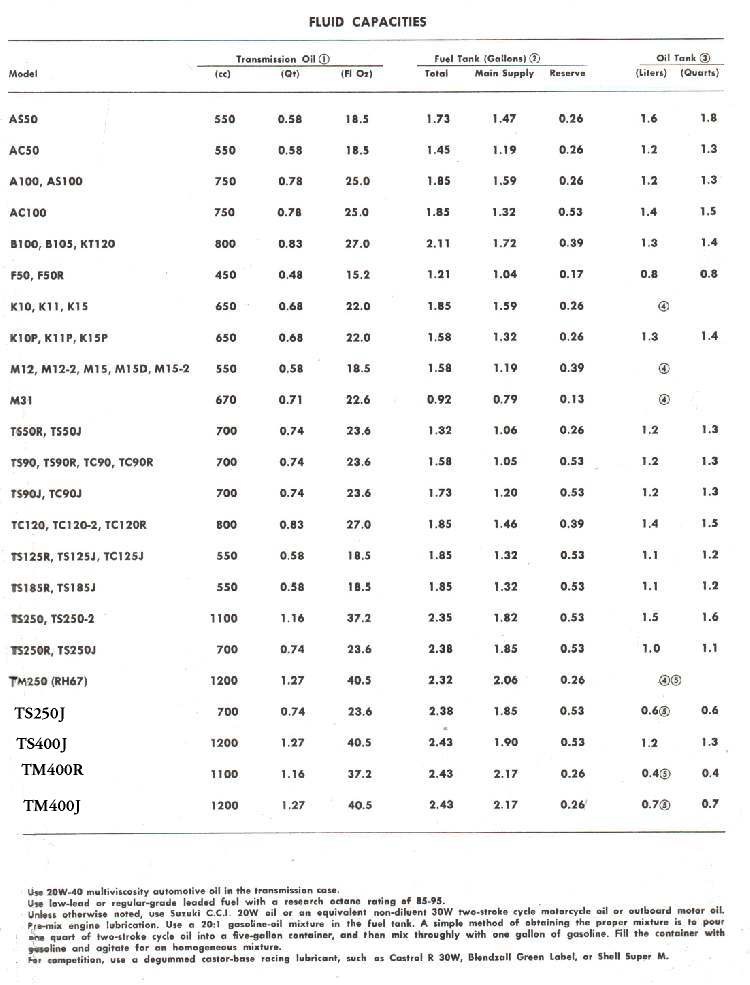 FLUID CAPACITIES
Transmission Oil ① Fuel Tank (Gallons) ② Oil Tank ③
Model (cc) (Qt) (Fl Oz) Total Main Supply Reserve (Liters) (Quarts)
AS50 550 0.58 18.5 1.73 1.47 0.26 1.6 1.8
AC50 550 0.58 18.5 1.45 1.19 0.26 1.2 1.3
A100, AS100 750 0.78 25.0 1.85 1.59 0.26 1.2 1.3
AC100 750 0.78 25.0 1.85 1.32 0.53 1.4 1.5
B100, B105, KT120 800 0.83 27.0 2.11 1.72 0.39 1.3 1.4
F50, F50R 450 0.48 15.2 1.21 1.04 0.17 0.8 0.8
K10, K11, K15 650 0.68 22.0 1.85 1.59 0.26 ④
K10P, K11P, K15P 650 0.68 22.0 1.58 1.32 0.26 1.3 1.4
M12, M12-2, M15, M15D, M15-2 550 0.58 18.5 1.58 1.19 0.39 ④
M31 670 0.71 22.6 0.92 0.79 0.13 ④
TS50R, TS50J 700 0.74 23.6 1.32 1.06 0.26 1.2 1.3
TS90, TS90R, TC90, TC90R 700 0.74 23.6 1.58 1.05 0.53 1.2 1.3
TS90J, TC90J 700 0.74 23.6 1.73 1.20 0.53 1.2 1.3
TC120, TC120-2, TC120R 800 0.83 27.0 1.85 1.46 0.39 1.4 1.5
TS125R, TS125J, TC125J 550 0.58 18.5 1.85 1.32 0.53 1.1 1.2
TS185R, TS185J 550 0.58 18.5 1.85 1.32 0.53 1.1 1.2
TS250, TS250-2 1100 1.16 37.2 2.35 1.82 0.53 1.5 1.6
TS250R, TS250J 700 0.74 23.6 2.38 1.85 0.53 1.0 1.1
TM250 (RH67) 1200 1.27 40.5 2.32 2.06 0.26 ④⑤
TS250J 700 0.74 23.6 2.38 1.85 0.53 0.6 0.6
TS400J 1200 1.27 40.5 2.43 1.90 0.53 1.2 1.3
TM400R 1100 1.16 37.2 2.43 2.17 0.26 0.4⑤ 0.4
TM400J 1200 1.27 40.5 2.43 2.17 0.26 0.7 0.7
Use 20W-40 multiviscosity automotive oil in the transmission case.
Use low-lead or regular-grade leaded fuel with a research octane rating of 85-95.
Unless otherwise noted, use Suzuki C.C.I. 20W oil or an equivalent non-diluent 30W two-stroke cycle motorcycle oil or outboard motor oil.
Pre-mix engine lubrication. Use a 20:1 gasoline-oil mixture in the fuel tank. A simple method of obtaining the proper mixture is to pour
one quart of two-stroke cycle oil into a five-gallon container, and then mix throughly with one gallon of gasoline. Fill the container with
gasoline and agitate for an homogeneous mixture.
For competition, use a degummed castor-base racing lubricant, such as Castrol R 30W, Blendzall Green Label, or Shell Super M.